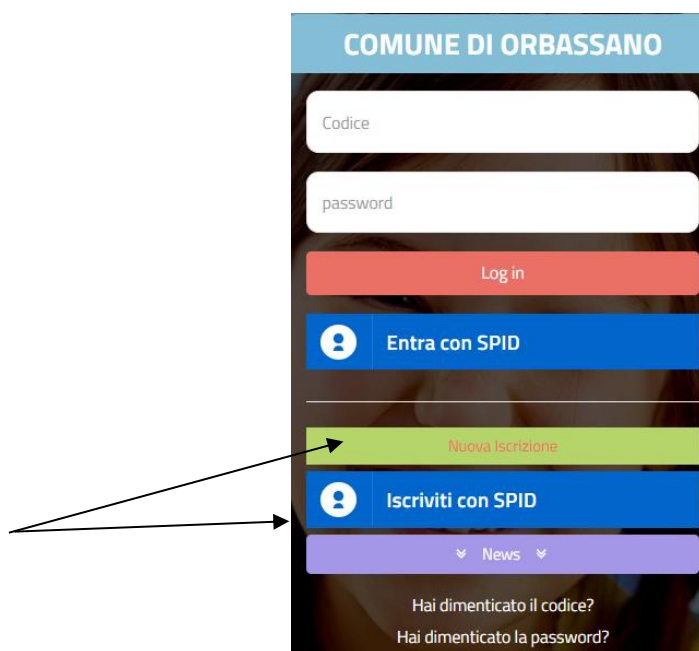 COMUNE DI ORBASSANO
Codice
password
Log in
Entra con SPID
Nuova Iscrizione
Iscriviti con SPID
News
Hai dimenticato il codice?
Hai dimenticato la password?